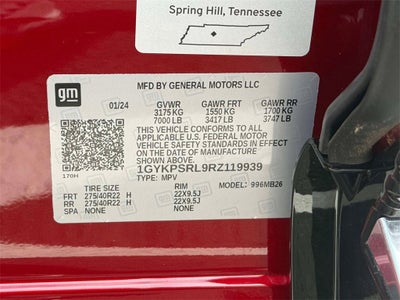 Spring Hill, Tennessee
gm
MFD BY GENERAL MOTORS LLC
01/24 GVWR GAWR FRT GAWR RR
3175 KG 1550 KG 1700 KG
7000 LB 3417 LB 3747 LB
THIS VEHICLE CONFORMS TO ALL
APPLICABLE U.S. FEDERAL MOTOR
VEHICLE SAFETY STANDARDS IN
EFFECT ON THE DATE OF
MANUFACTURE SHOWN ABOVE.
1GYKPSRL9RZ119939
170H TYPE: MPV MODEL: 996MB26
TIRE SIZE RIM
FRT 275/40R22 H 22X9.5J
RR 275/40R22 H 22X9.5J
SPA NONE NONE